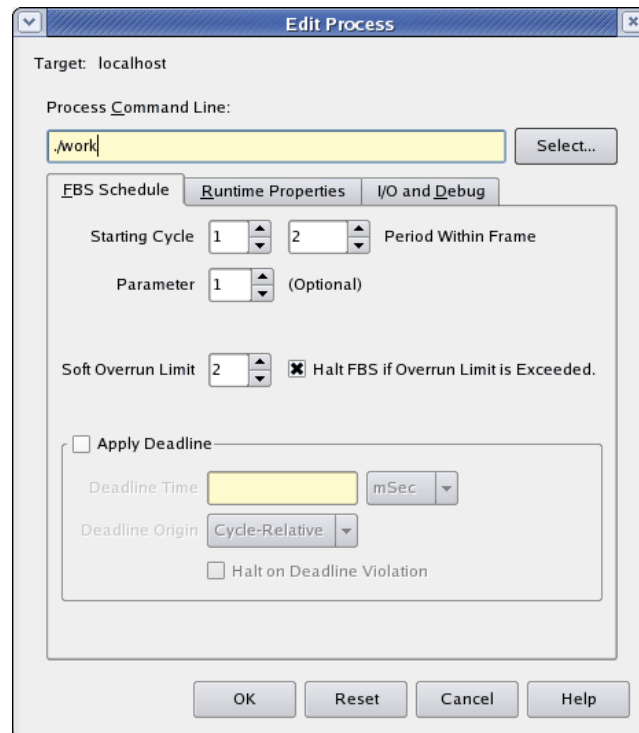 Edit Process
Target: localhost
Process Command Line:
./work
Select...
FBS Schedule Runtime Properties I/O and Debug
Starting Cycle 1 2 Period Within Frame
Parameter 1 (Optional)
Soft Overrun Limit 2 Halt FBS if Overrun Limit is Exceeded.
Apply Deadline
Deadline Time mSec
Deadline Origin Cycle-Relative
Halt on Deadline Violation
OK Reset Cancel Help